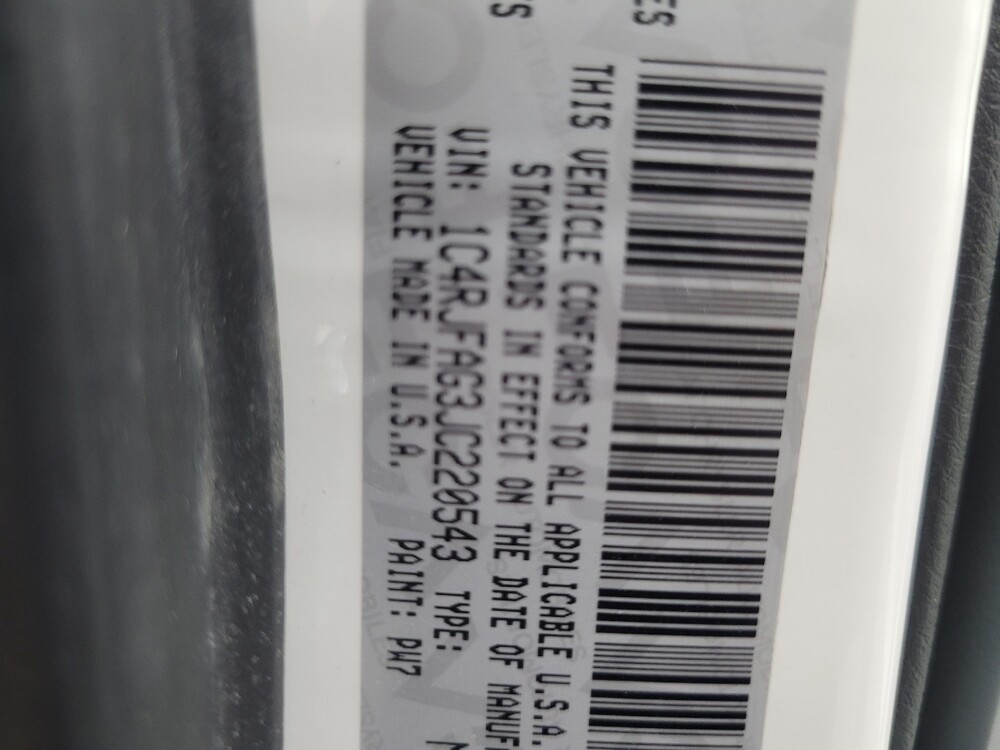 THIS VEHICLE CONFORMS TO ALL APPLICABLE U.S.A.
STANDARDS IN EFFECT ON THE DATE OF MANUF
VIN: 1C4RJFAG3JC220543 TYPE:
VEHICLE MADE IN U.S.A. PAINT: PW7